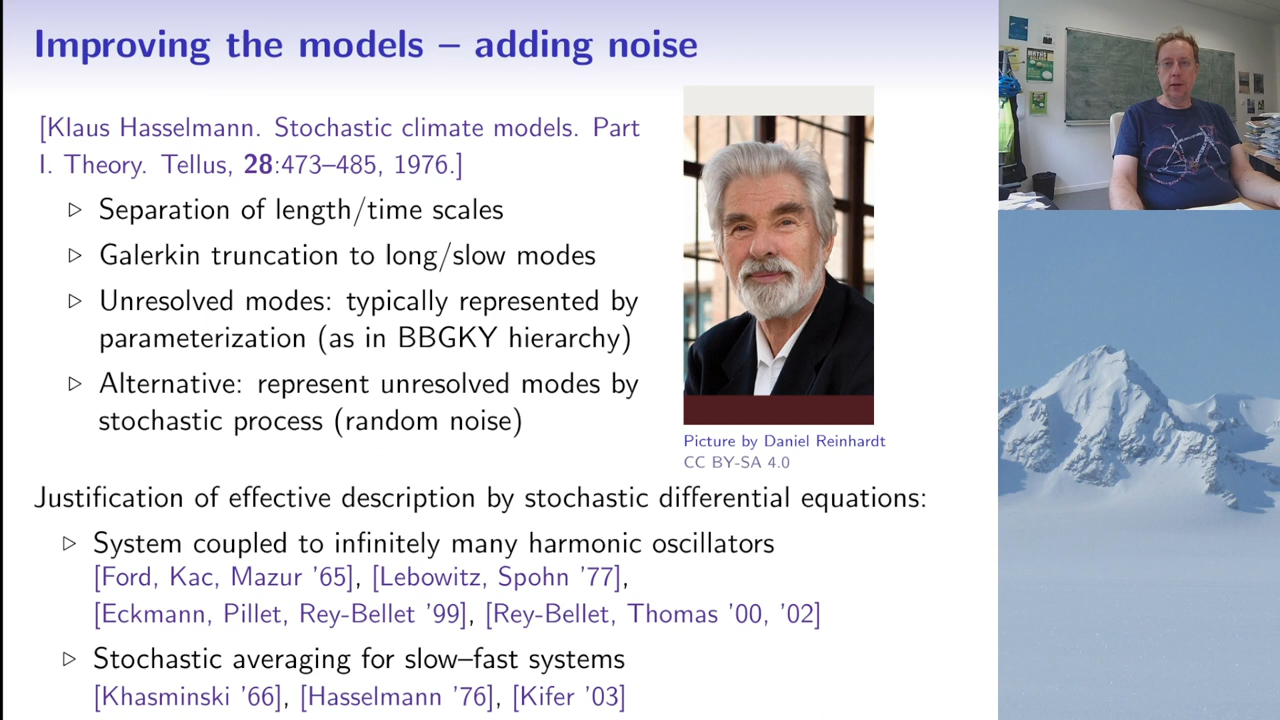 Improving the models – adding noise
[Klaus Hasselmann. Stochastic climate models. Part
I. Theory. Tellus, 28:473–485, 1976.]
▷ Separation of length/time scales
▷ Galerkin truncation to long/slow modes
▷ Unresolved modes: typically represented by
parameterization (as in BBGKY hierarchy)
▷ Alternative: represent unresolved modes by
stochastic process (random noise)
Picture by Daniel Reinhardt
CC BY-SA 4.0
Justification of effective description by stochastic differential equations:
▷ System coupled to infinitely many harmonic oscillators
[Ford, Kac, Mazur ’65], [Lebowitz, Spohn ’77],
[Eckmann, Pillet, Rey-Bellet ’99], [Rey-Bellet, Thomas ’00, ’02]
▷ Stochastic averaging for slow–fast systems
[Khasminski ’66], [Hasselmann ’76], [Kifer ’03]